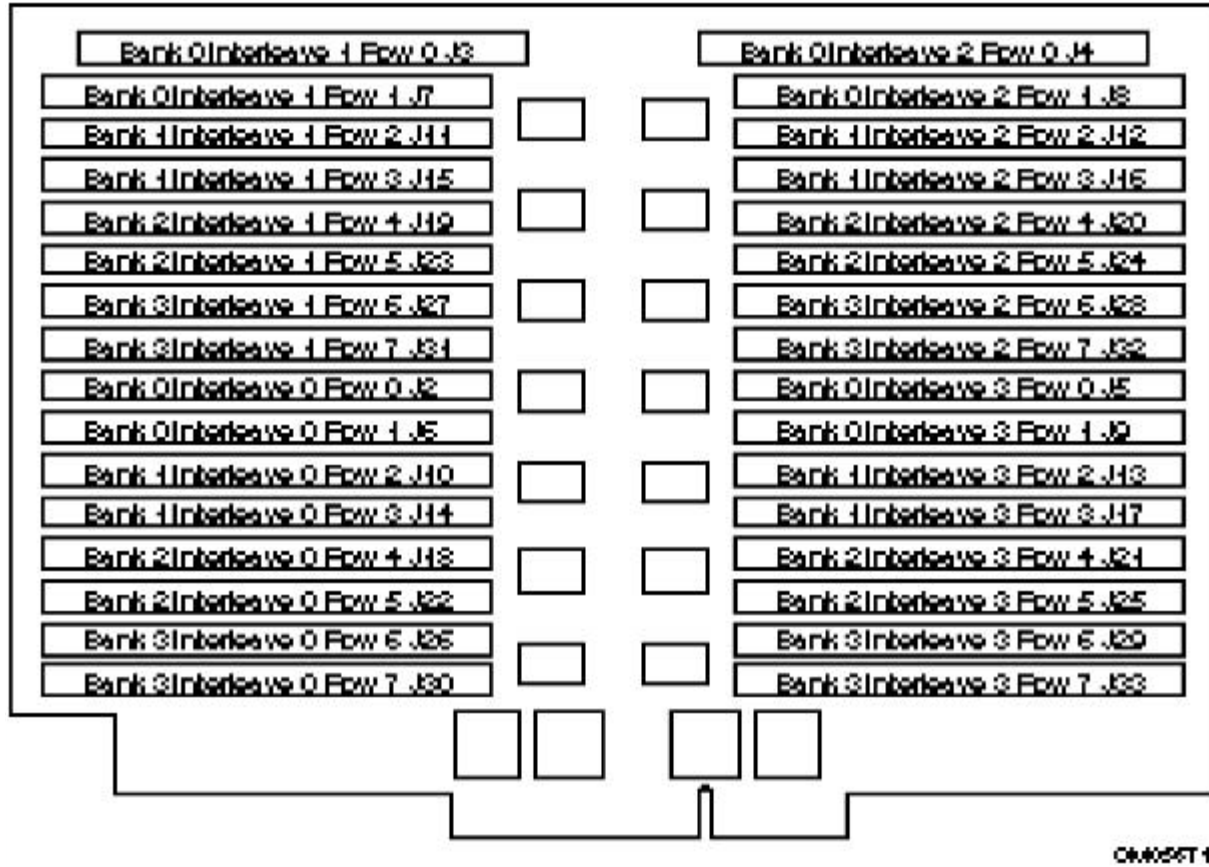 Bank 0 Interleave 1 Row 0 J3
Bank 0 Interleave 2 Row 0 J4
Bank 0 Interleave 1 Row 1 J7
Bank 0 Interleave 2 Row 1 J8
Bank 1 Interleave 1 Row 2 J11
Bank 1 Interleave 2 Row 2 J12
Bank 1 Interleave 1 Row 3 J15
Bank 1 Interleave 2 Row 3 J16
Bank 2 Interleave 1 Row 4 J19
Bank 2 Interleave 2 Row 4 J20
Bank 2 Interleave 1 Row 5 J23
Bank 2 Interleave 2 Row 5 J24
Bank 3 Interleave 1 Row 6 J27
Bank 3 Interleave 2 Row 6 J28
Bank 3 Interleave 1 Row 7 J31
Bank 3 Interleave 2 Row 7 J32
Bank 0 Interleave 0 Row 0 J2
Bank 0 Interleave 3 Row 0 J5
Bank 0 Interleave 0 Row 1 J6
Bank 0 Interleave 3 Row 1 J9
Bank 1 Interleave 0 Row 2 J10
Bank 1 Interleave 3 Row 2 J13
Bank 1 Interleave 0 Row 3 J14
Bank 1 Interleave 3 Row 3 J17
Bank 2 Interleave 0 Row 4 J18
Bank 2 Interleave 3 Row 4 J21
Bank 2 Interleave 0 Row 5 J22
Bank 2 Interleave 3 Row 5 J25
Bank 3 Interleave 0 Row 6 J26
Bank 3 Interleave 3 Row 6 J29
Bank 3 Interleave 0 Row 7 J30
Bank 3 Interleave 3 Row 7 J33